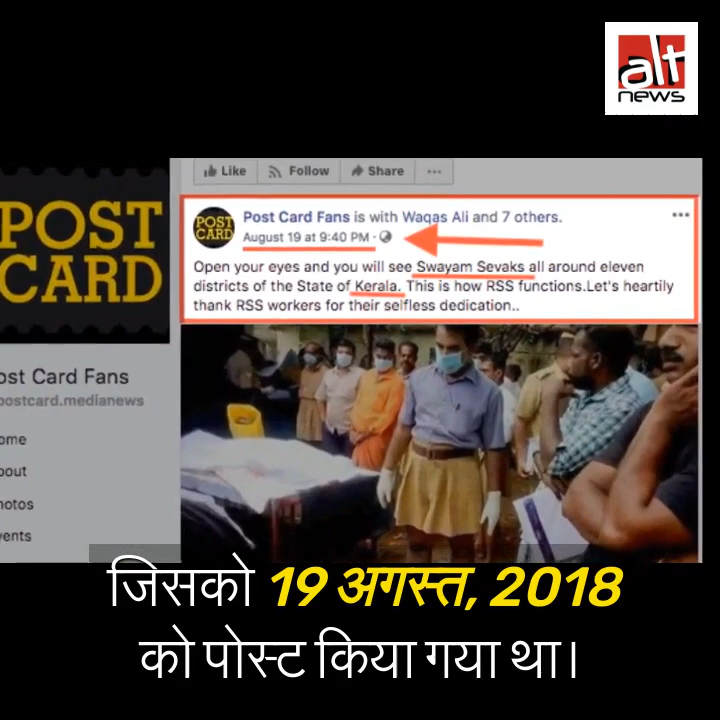 alt
news
Like Follow Share ...
POST
CARD
POST
CARD
Post Card Fans is with Waqas Ali and 7 others.
August 19 at 9:40 PM ·
Open your eyes and you will see Swayam Sevaks all around eleven
districts of the State of Kerala. This is how RSS functions.Let's heartily
thank RSS workers for their selfless dedication..
ost Card Fans
postcard.medianews
ome
bout
hotos
vents
जिसको 19 अगस्त, 2018
को पोस्ट किया गया था।